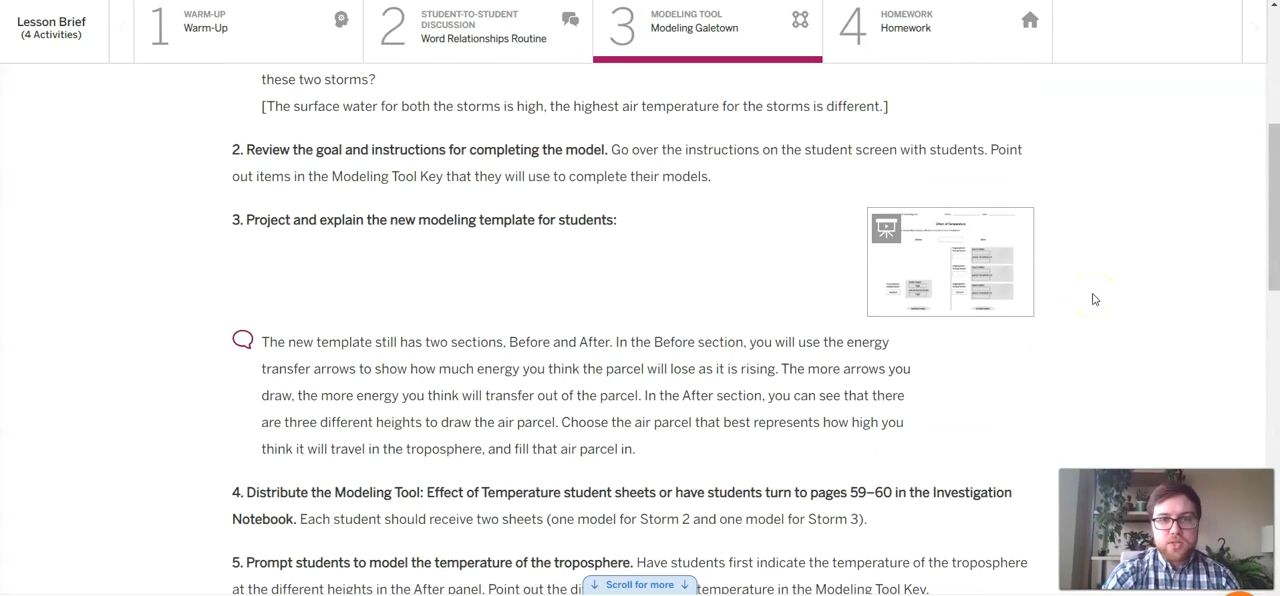 Lesson Brief
(4 Activities)
1
WARM-UP
Warm-Up
2
STUDENT-TO-STUDENT
DISCUSSION
Word Relationships Routine
3
MODELING TOOL
Modeling Galetown
4
HOMEWORK
Homework
these two storms?
[The surface water for both the storms is high, the highest air temperature for the storms is different.]
2. Review the goal and instructions for completing the model. Go over the instructions on the student screen with students. Point
out items in the Modeling Tool Key that they will use to complete their models.
3. Project and explain the new modeling template for students:
The new template still has two sections, Before and After. In the Before section, you will use the energy
transfer arrows to show how much energy you think the parcel will lose as it is rising. The more arrows you
draw, the more energy you think will transfer out of the parcel. In the After section, you can see that there
are three different heights to draw the air parcel. Choose the air parcel that best represents how high you
think it will travel in the troposphere, and fill that air parcel in.
4. Distribute the Modeling Tool: Effect of Temperature student sheets or have students turn to pages 59–60 in the Investigation
Notebook. Each student should receive two sheets (one model for Storm 2 and one model for Storm 3).
5. Prompt students to model the temperature of the troposphere. Have students first indicate the temperature of the troposphere
at the different heights in the After panel. Point out the di temperature in the Modeling Tool Key.
Scroll for more